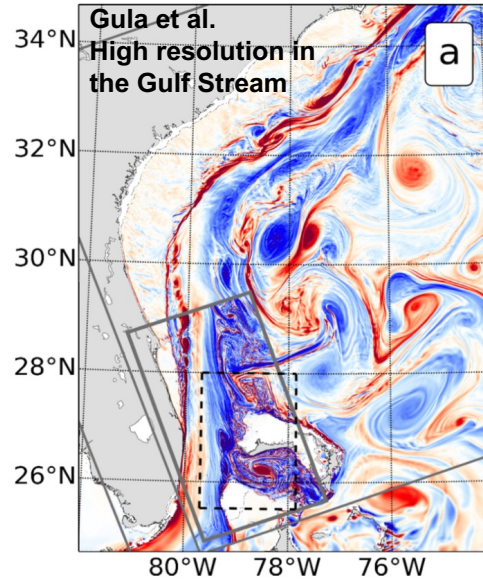 Gula et al.
High resolution in
the Gulf Stream
a
34°N
32°N
30°N
28°N
26°N
80°W 78°W 76°W